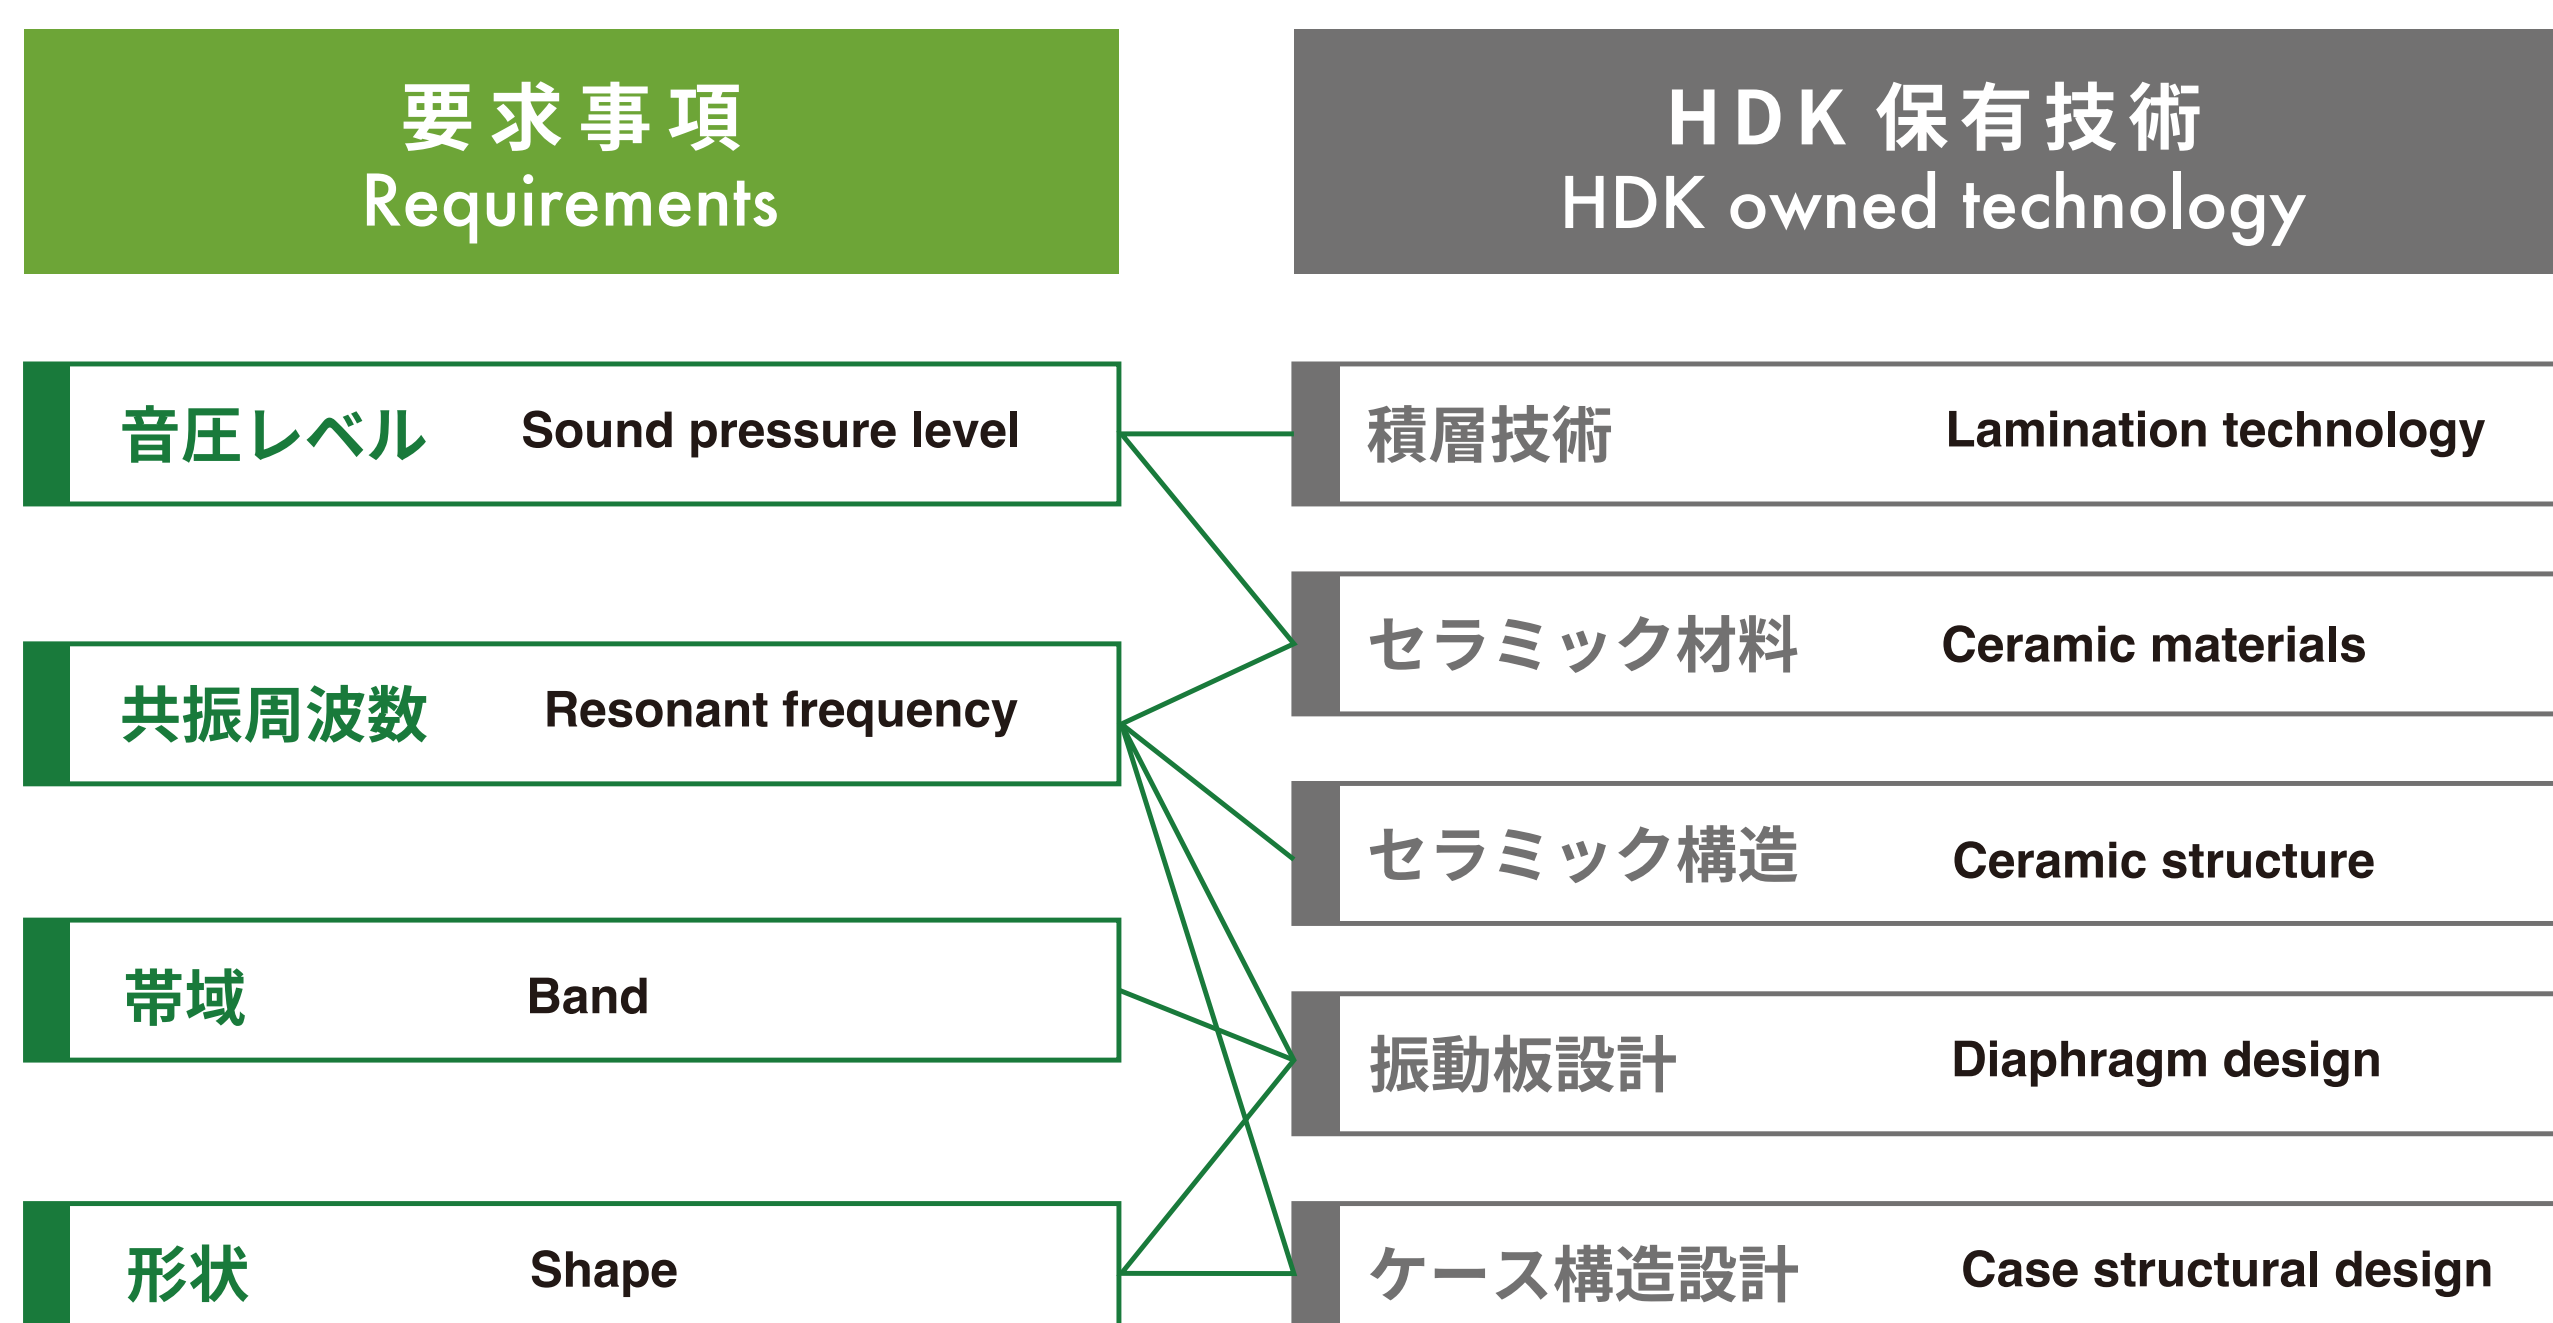 要求事項
Requirements
HDK 保有技術
HDK owned technology
音圧レベル Sound pressure level
共振周波数 Resonant frequency
帯域 Band
形状 Shape
積層技術 Lamination technology
セラミック材料 Ceramic materials
セラミック構造 Ceramic structure
振動板設計 Diaphragm design
ケース構造設計 Case structural design